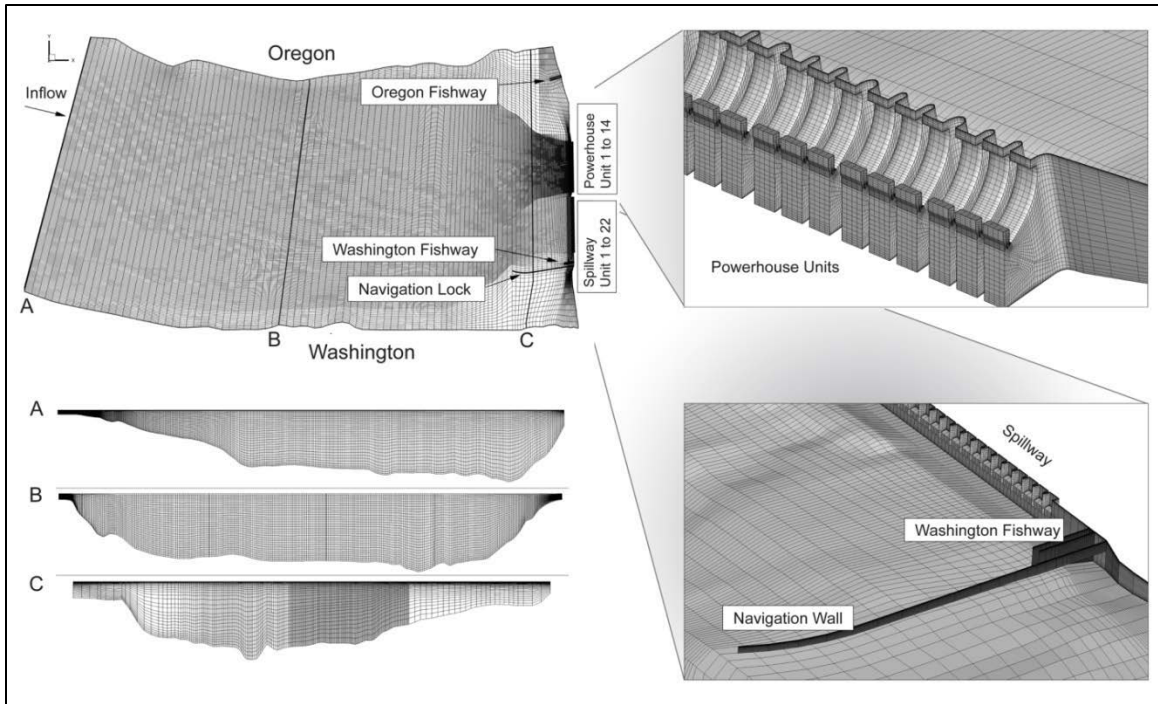 Y
X
Oregon
Inflow
Oregon Fishway
Powerhouse
Unit 1 to 14
Washington Fishway
Spillway
Unit 1 to 22
Navigation Lock
A
B
C
Washington
A
B
C
Powerhouse Units
Spillway
Washington Fishway
Navigation Wall